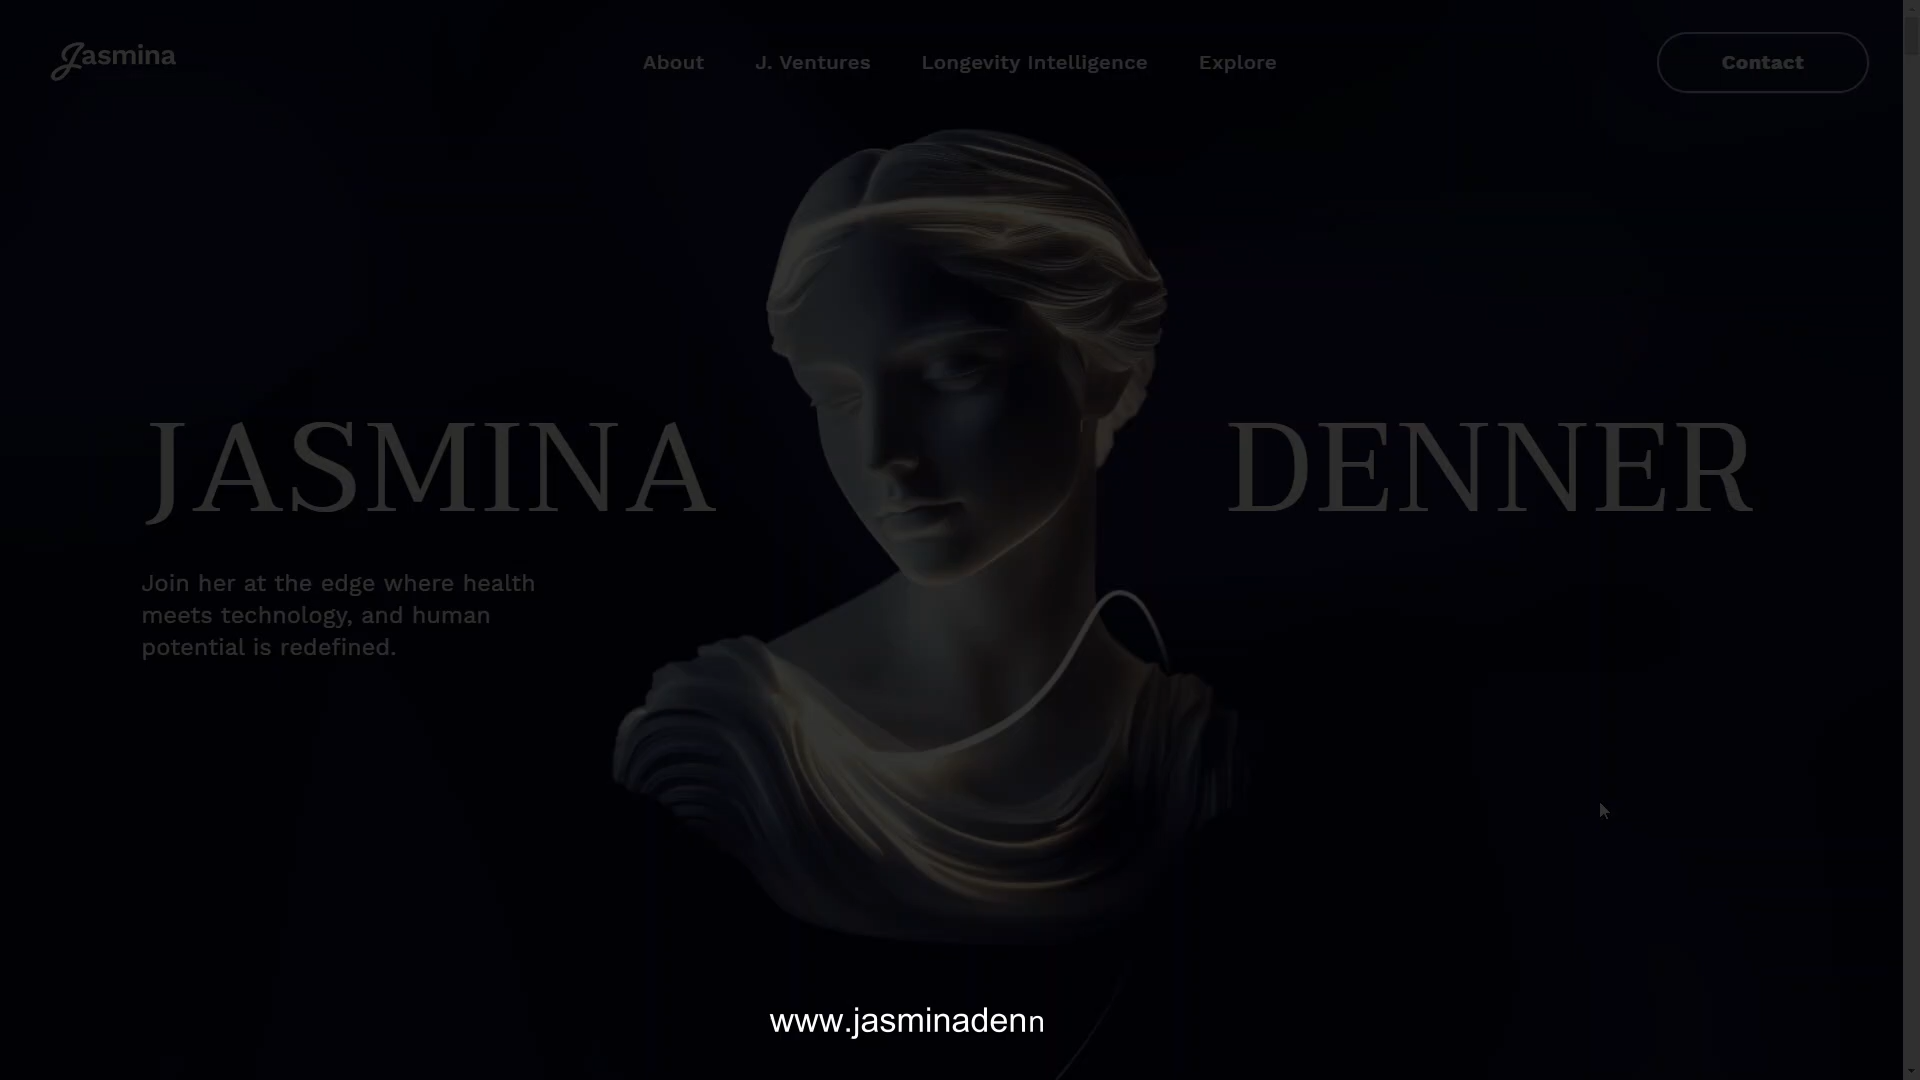 Jasmina
About
J. Ventures
Longevity Intelligence
Explore
Contact
JASMINA DENNER
Join her at the edge where health
meets technology, and human
potential is redefined.
www.jasminadenn